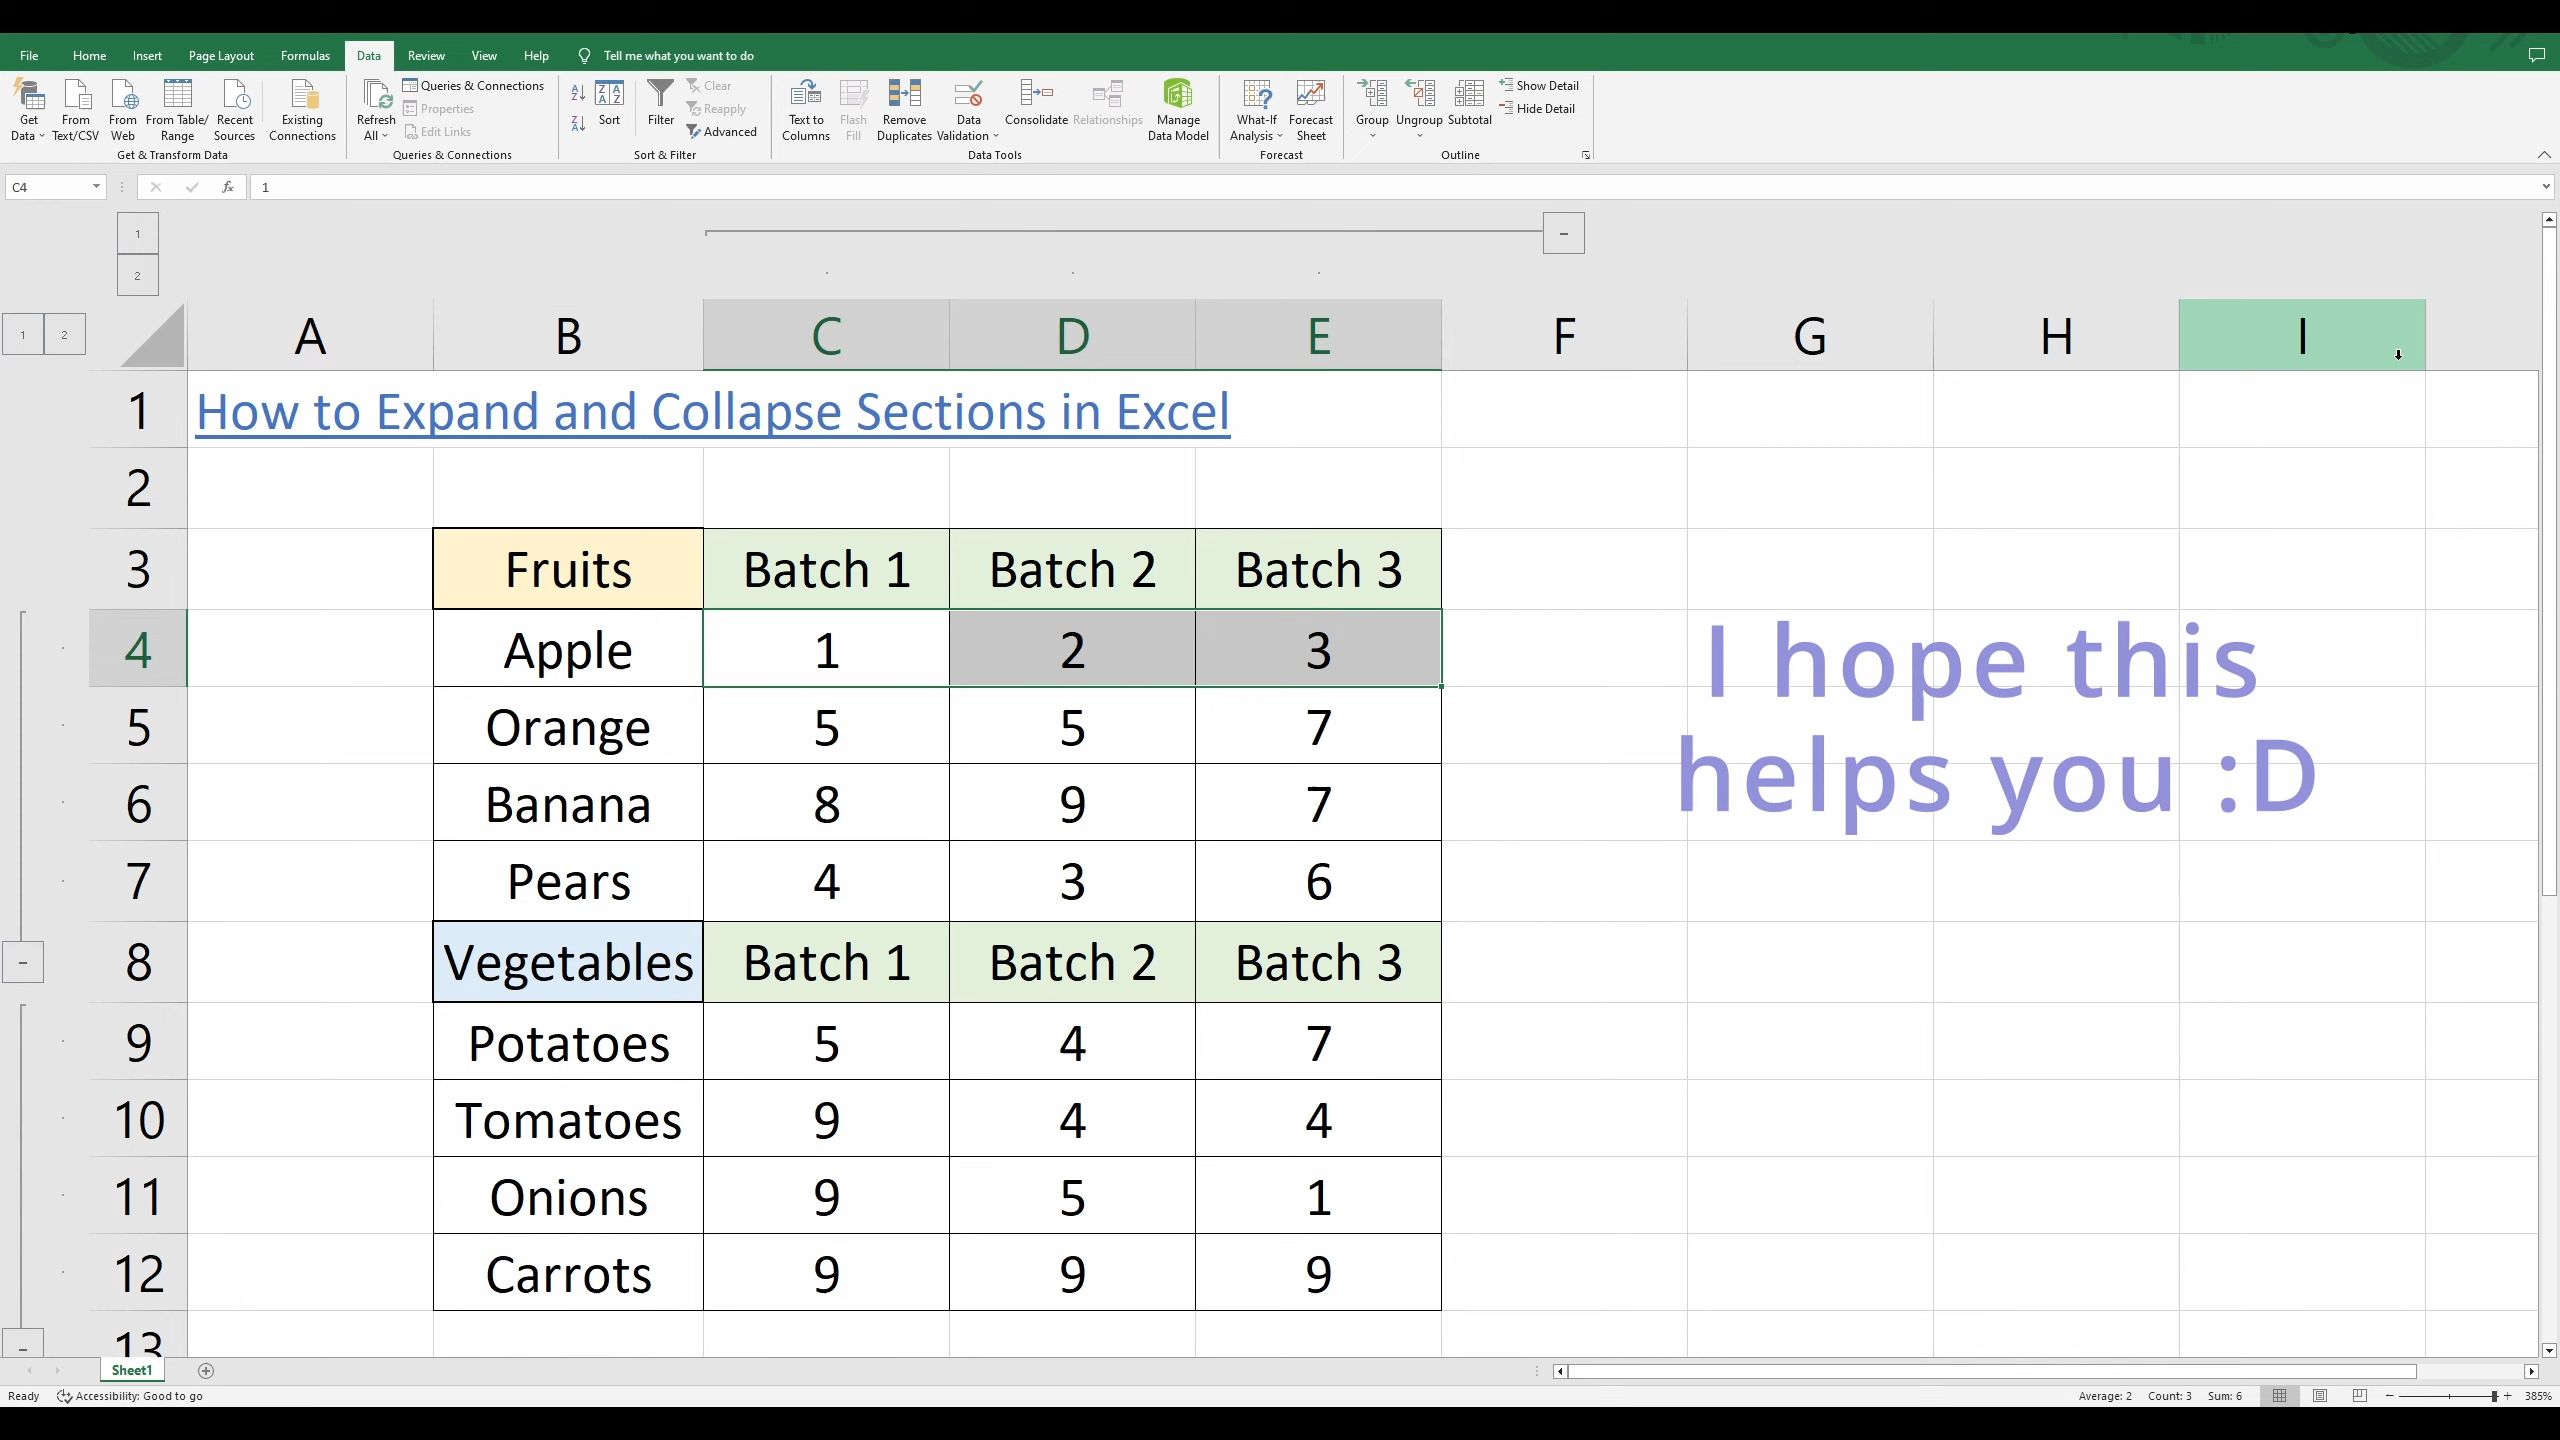 File Home Insert Page Layout Formulas Data Review View Help Tell me what you want to do
Get Data
From Text/CSV
From Web
From Table/ Range
Recent Sources
Existing Connections
Get & Transform Data
Refresh All
Queries & Connections
Properties
Edit Links
Queries & Connections
Sort
Filter
Clear
Reapply
Advanced
Sort & Filter
Text to Columns
Flash Fill
Remove Duplicates
Data Validation
Consolidate
Relationships
Manage Data Model
Data Tools
What-If Analysis
Forecast Sheet
Forecast
Group
Ungroup
Subtotal
Show Detail
Hide Detail
Outline
C4 fx 1
1
2
1 2
A B C D E F G H I
1 How to Expand and Collapse Sections in Excel
2
3 Fruits Batch 1 Batch 2 Batch 3
4 Apple 1 2 3
5 Orange 5 5 7
6 Banana 8 9 7
7 Pears 4 3 6
8 Vegetables Batch 1 Batch 2 Batch 3
9 Potatoes 5 4 7
10 Tomatoes 9 4 4
11 Onions 9 5 1
12 Carrots 9 9 9
13
I hope this
helps you :D
Sheet1
Ready Accessibility: Good to go Average: 2 Count: 3 Sum: 6 385%